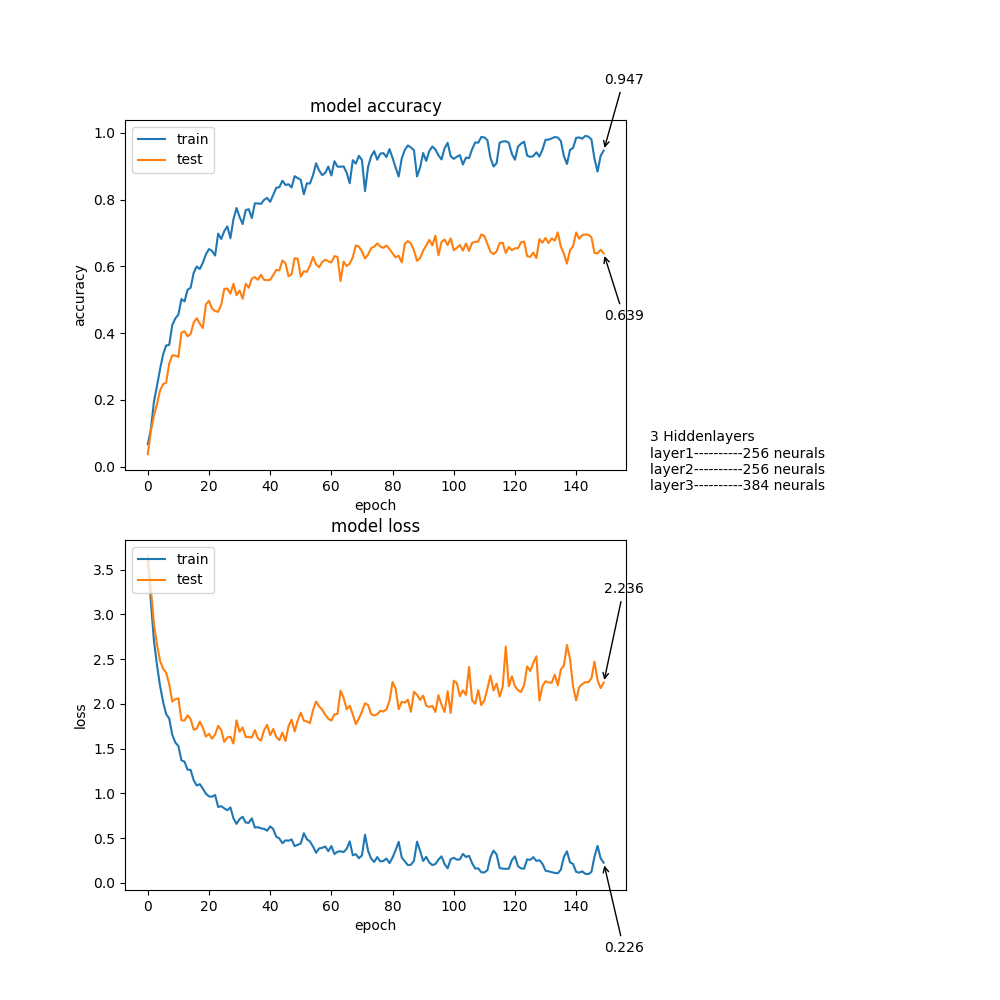 0.947
model accuracy
train
test
1.0
0.8
0.6
0.4
0.2
0.0
accuracy
0 20 40 60 80 100 120 140
epoch
0.639
3 Hiddenlayers
layer1----------256 neurals
layer2----------256 neurals
layer3----------384 neurals
model loss
train
test
3.5
3.0
2.5
2.0
1.5
1.0
0.5
0.0
loss
0 20 40 60 80 100 120 140
epoch
2.236
0.226